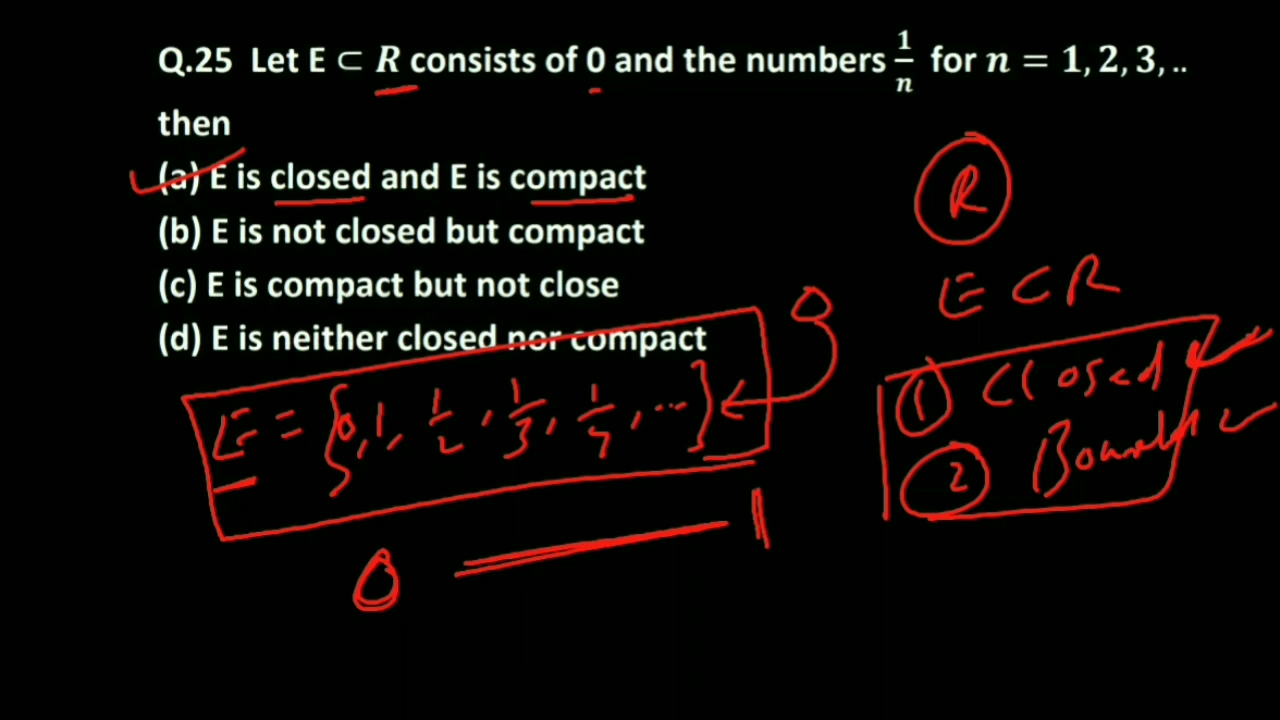 Q.25 Let E ⊂ R consists of 0 and the numbers 1/n for n = 1, 2, 3, ..
then
(a) E is closed and E is compact
(b) E is not closed but compact
(c) E is compact but not close
(d) E is neither closed nor compact
R
E ⊂ R
① Closed
② Bounded
0
E = {0, 1, 1/2, 1/3, 1/4, ...}
0 1